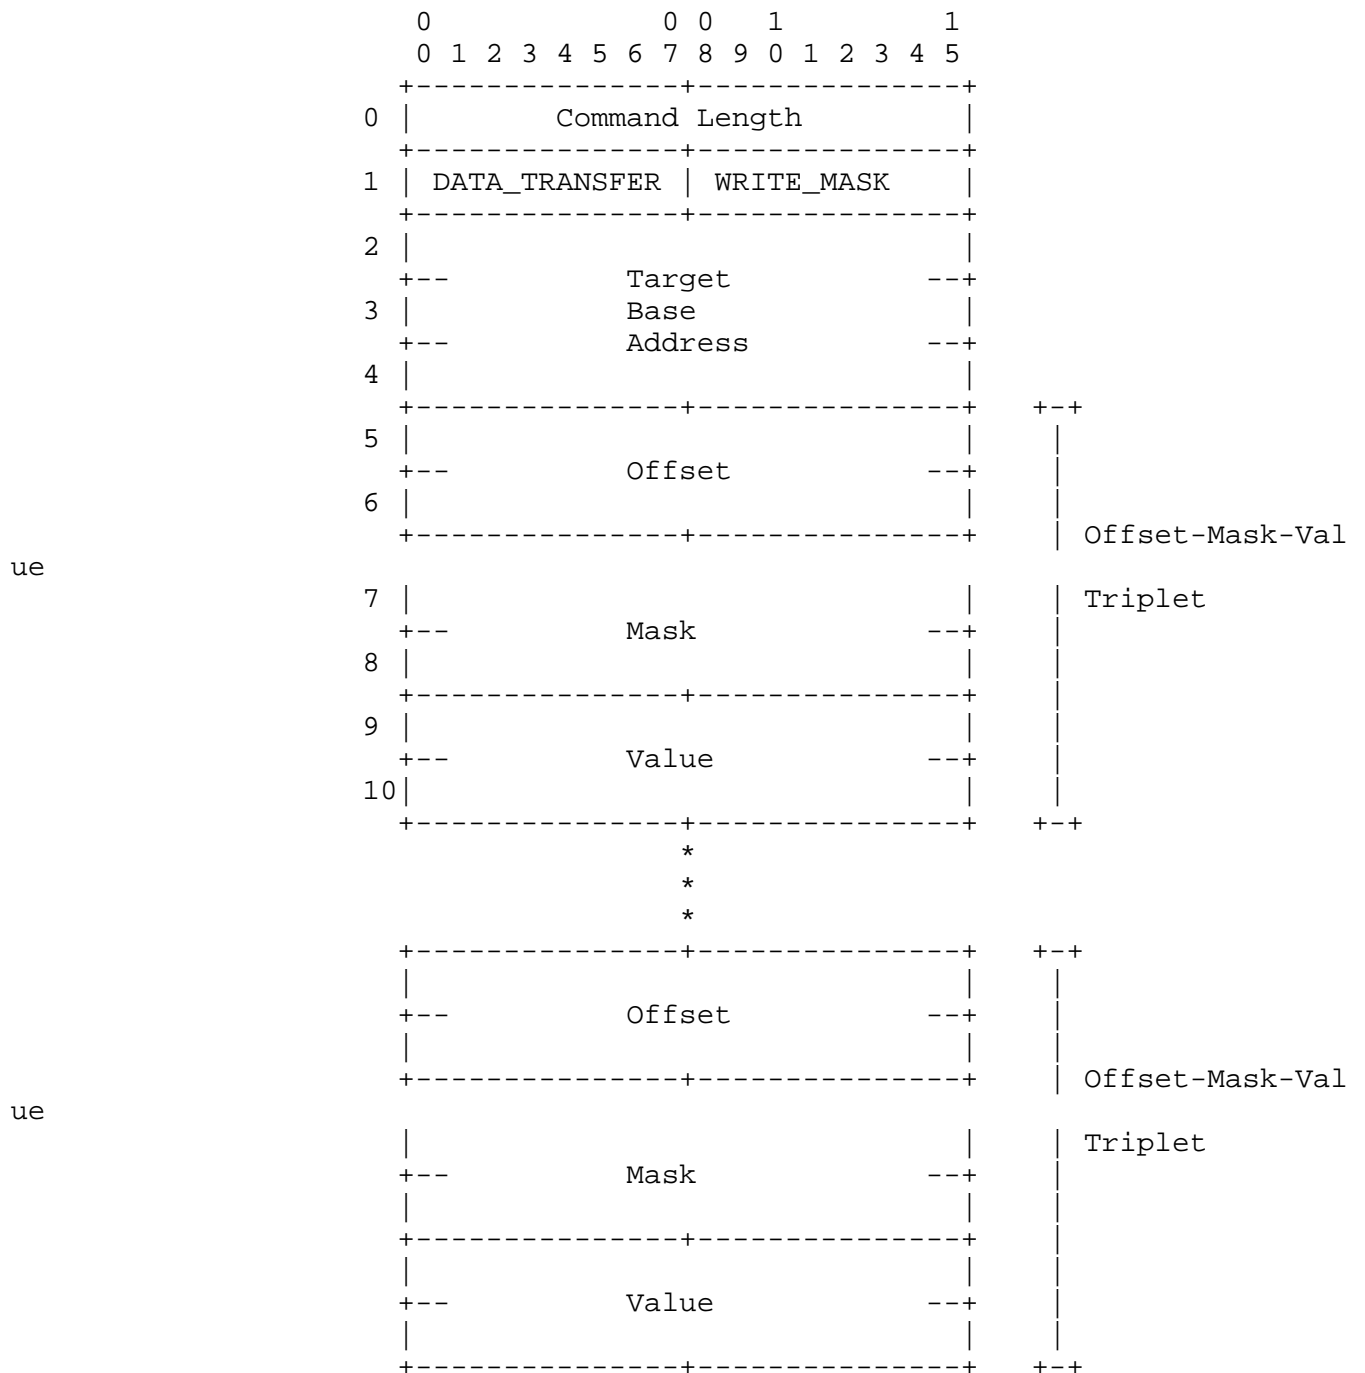 0             0 0   1         1
0 1 2 3 4 5 6 7 8 9 0 1 2 3 4 5
+---------------+---------------+
0 |        Command Length         |
+---------------+---------------+
1 | DATA_TRANSFER | WRITE_MASK    |
+---------------+---------------+
2 |                               |
+--          Target           --+
3 |            Base               |
+--          Address          --+
4 |                               |
+---------------+---------------+   +-+
5 |                               |    |
+--          Offset           --+    |
6 |                               |    |
+---------------+---------------+    | Offset-Mask-Val
ue
7 |                               |    | Triplet
+--          Mask             --+    |
8 |                               |    |
+---------------+---------------+    |
9 |                               |    |
+--          Value            --+    |
10|                               |    |
+---------------+---------------+   +-+
*
*
*
+---------------+---------------+   +-+
|                               |    |
+--          Offset           --+    |
|                               |    |
+---------------+---------------+    | Offset-Mask-Val
ue
|                               |    | Triplet
+--          Mask             --+    |
|                               |    |
+---------------+---------------+    |
|                               |    |
+--          Value            --+    |
|                               |    |
+---------------+---------------+   +-+